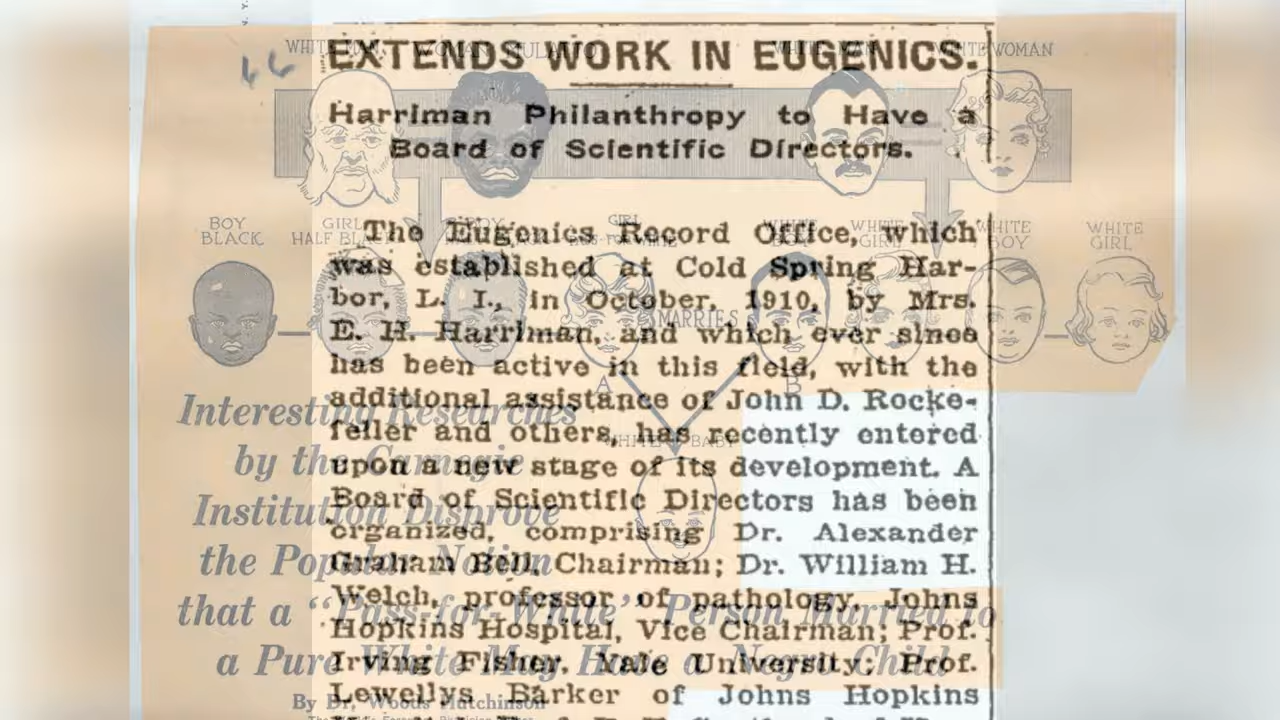 EXTENDS WORK IN EUGENICS.
Harriman Philanthropy to Have a
Board of Scientific Directors.
The Eugenics Record Office, which
was established at Cold Spring Har-
bor, L. I., in October, 1910, by Mrs.
E. H. Harriman, and which ever since
has been active in this field, with the
additional assistance of John D. Rocke-
feller and others, has recently entered
upon a new stage of its development. A
Board of Scientific Directors has been
organized, comprising Dr. Alexander
Graham Bell, Chairman; Dr. William H.
Welch, professor of pathology, Johns
Hopkins Hospital, Vice Chairman; Prof.
Irving Fisher, Yale University; Prof.
Lewellys Barker of Johns Hopkins
WHITE MAN
WOMAN MULATTO
WHITE MAN
WHITE WOMAN
BOY
BLACK
GIRL
HALF BLACK
BOY
GIRL
WHITE
WHITE
GIRL
WHITE
BOY
WHITE
GIRL
MARRIES
A
B
WHITE BABY
Interesting Researches
by the Carnegie
Institution Disprove
the Popular Notion
that a "Pass-for-White" Person Married to
a Pure White May Have a Negro Child
By Dr. Woods Hutchinson